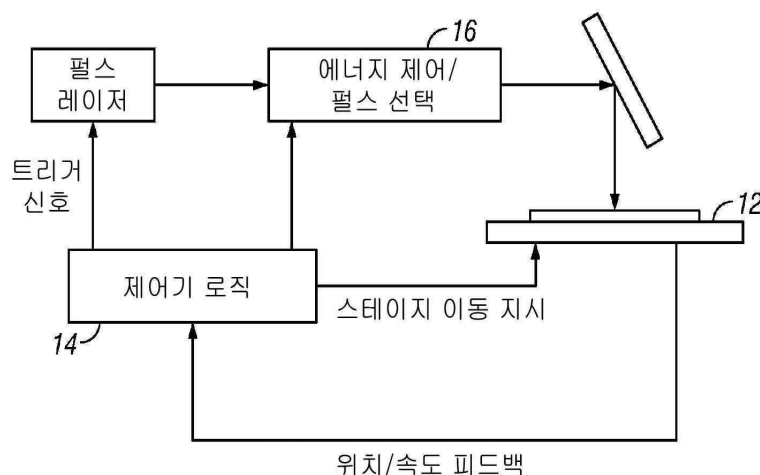 16
펄스
레이저
에너지 제어/
펄스 선택
트리거
신호
12
제어기 로직
14
스테이지 이동 지시
위치/속도 피드백